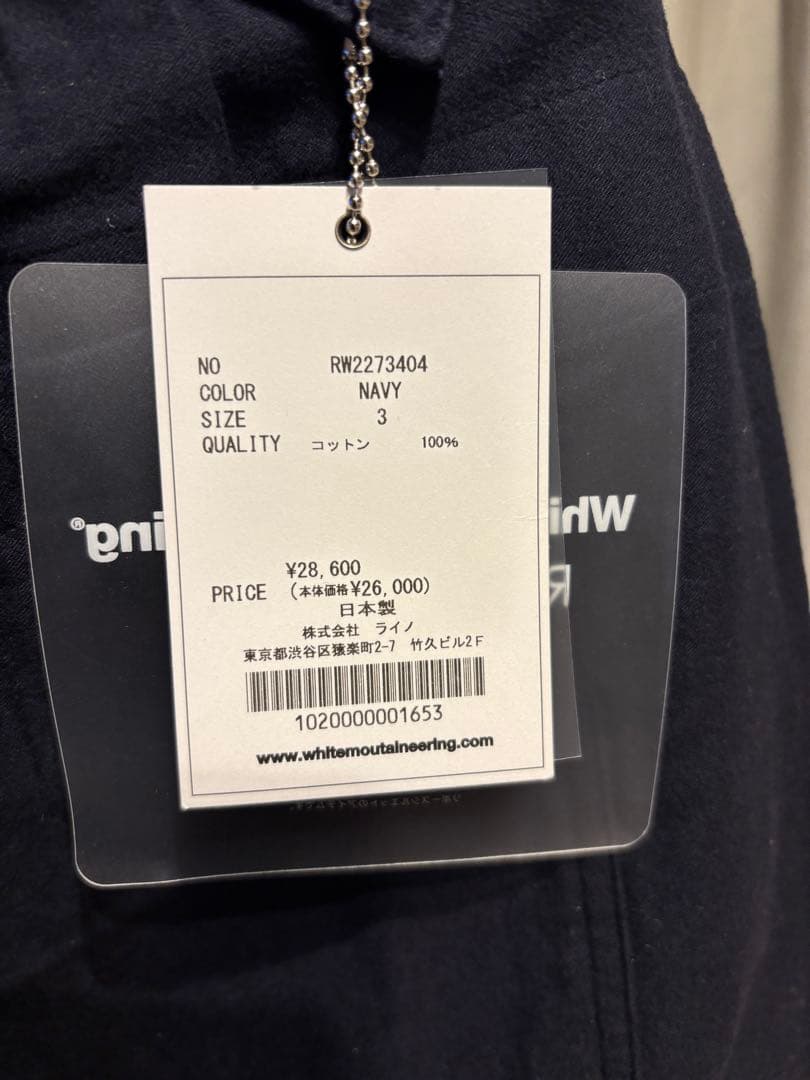 NO RW2273404
COLOR NAVY
SIZE 3
QUALITY コットン 100%
¥28,600
PRICE (本体価格¥26,000)
日本製
株式会社 ライノ
東京都渋谷区猿楽町2-7 竹久ビル2F
1020000001653
www.whitemoutaineering.com
Whi ing®
R